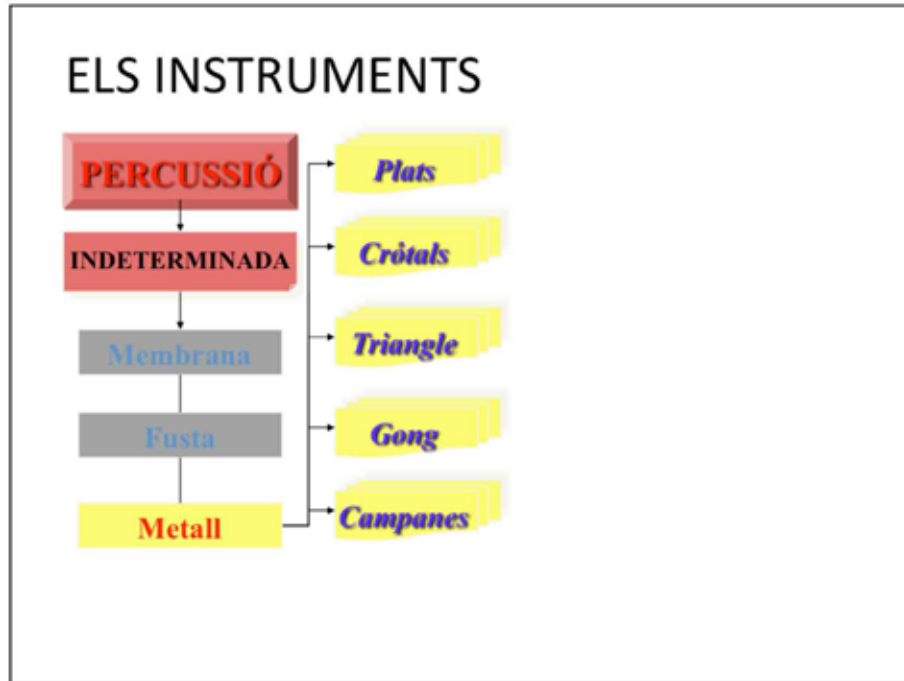 ELS INSTRUMENTS
PERCUSSIÓ
INDETERMINADA
Membrana
Fusta
Metall
Plats
Cròtals
Triangle
Gong
Campanes